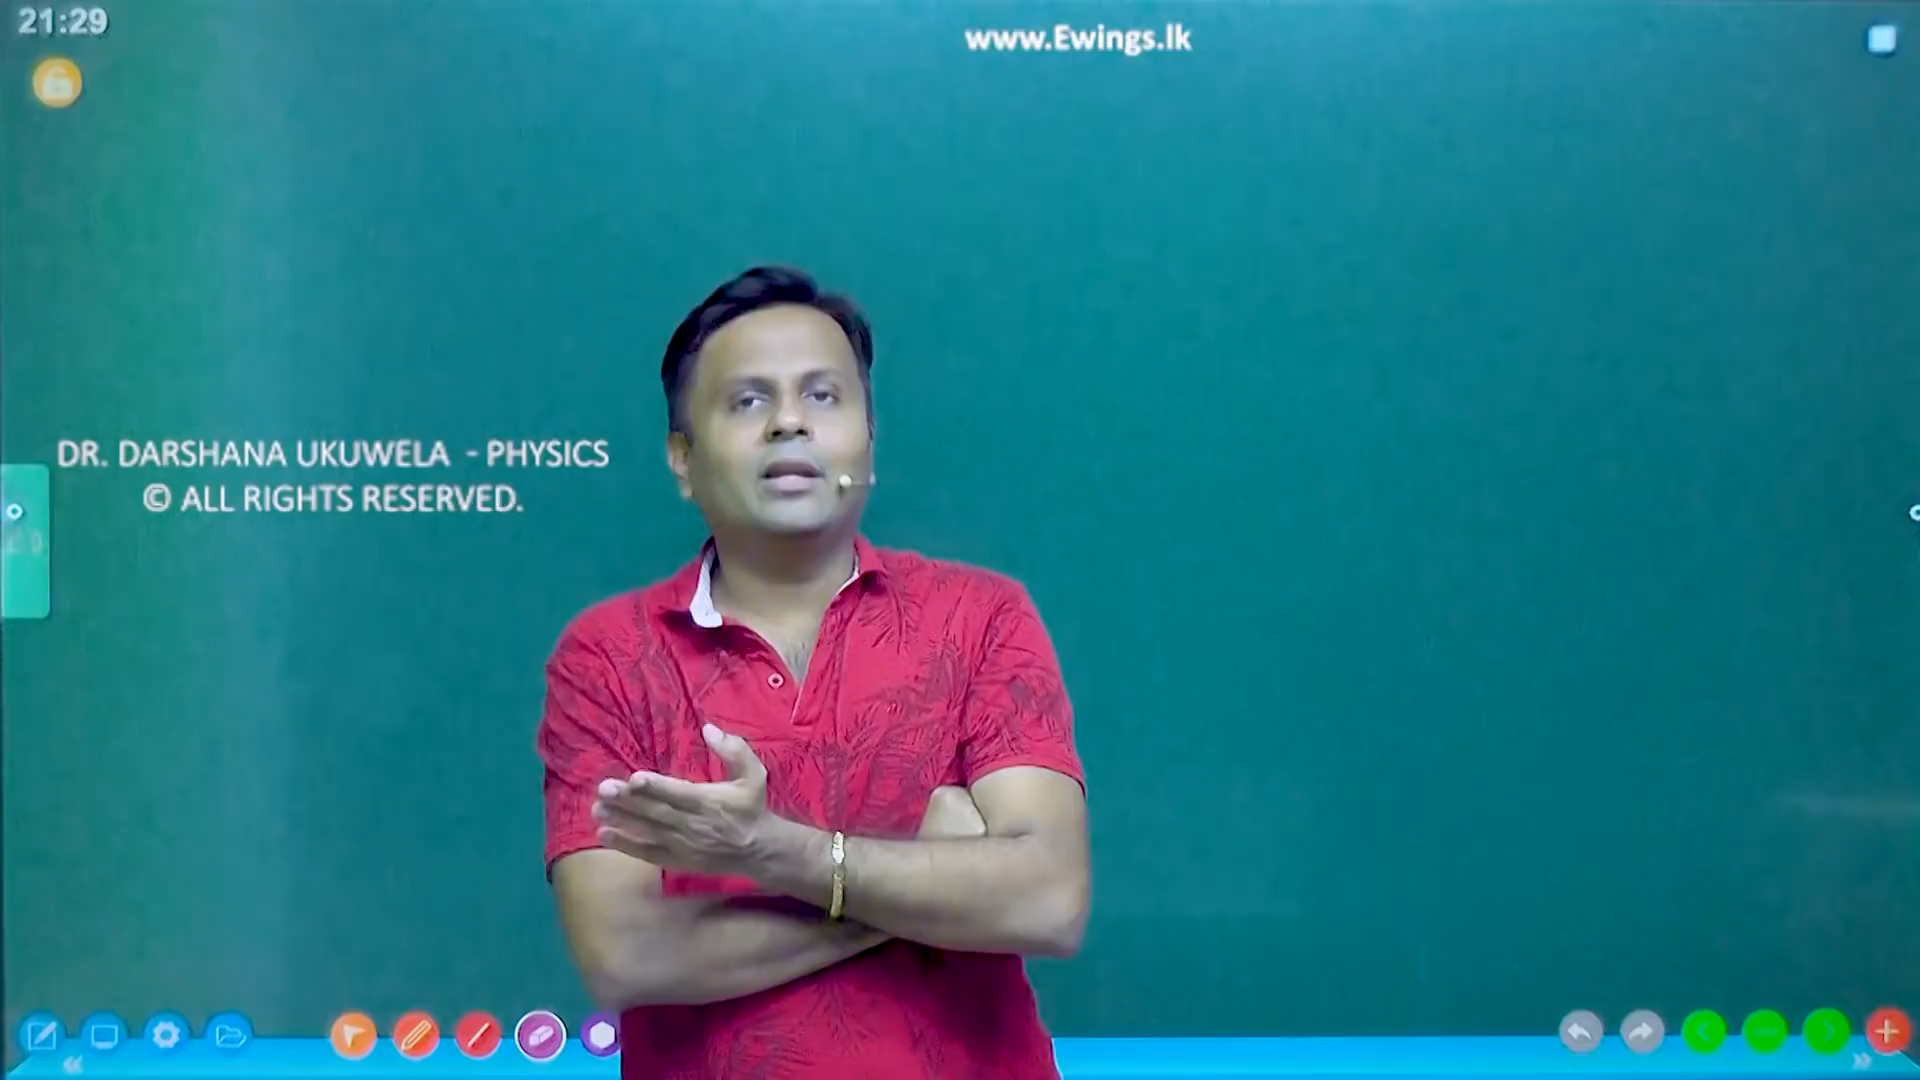 21:29
www.Ewings.lk
DR. DARSHANA UKUWELA - PHYSICS
© ALL RIGHTS RESERVED.